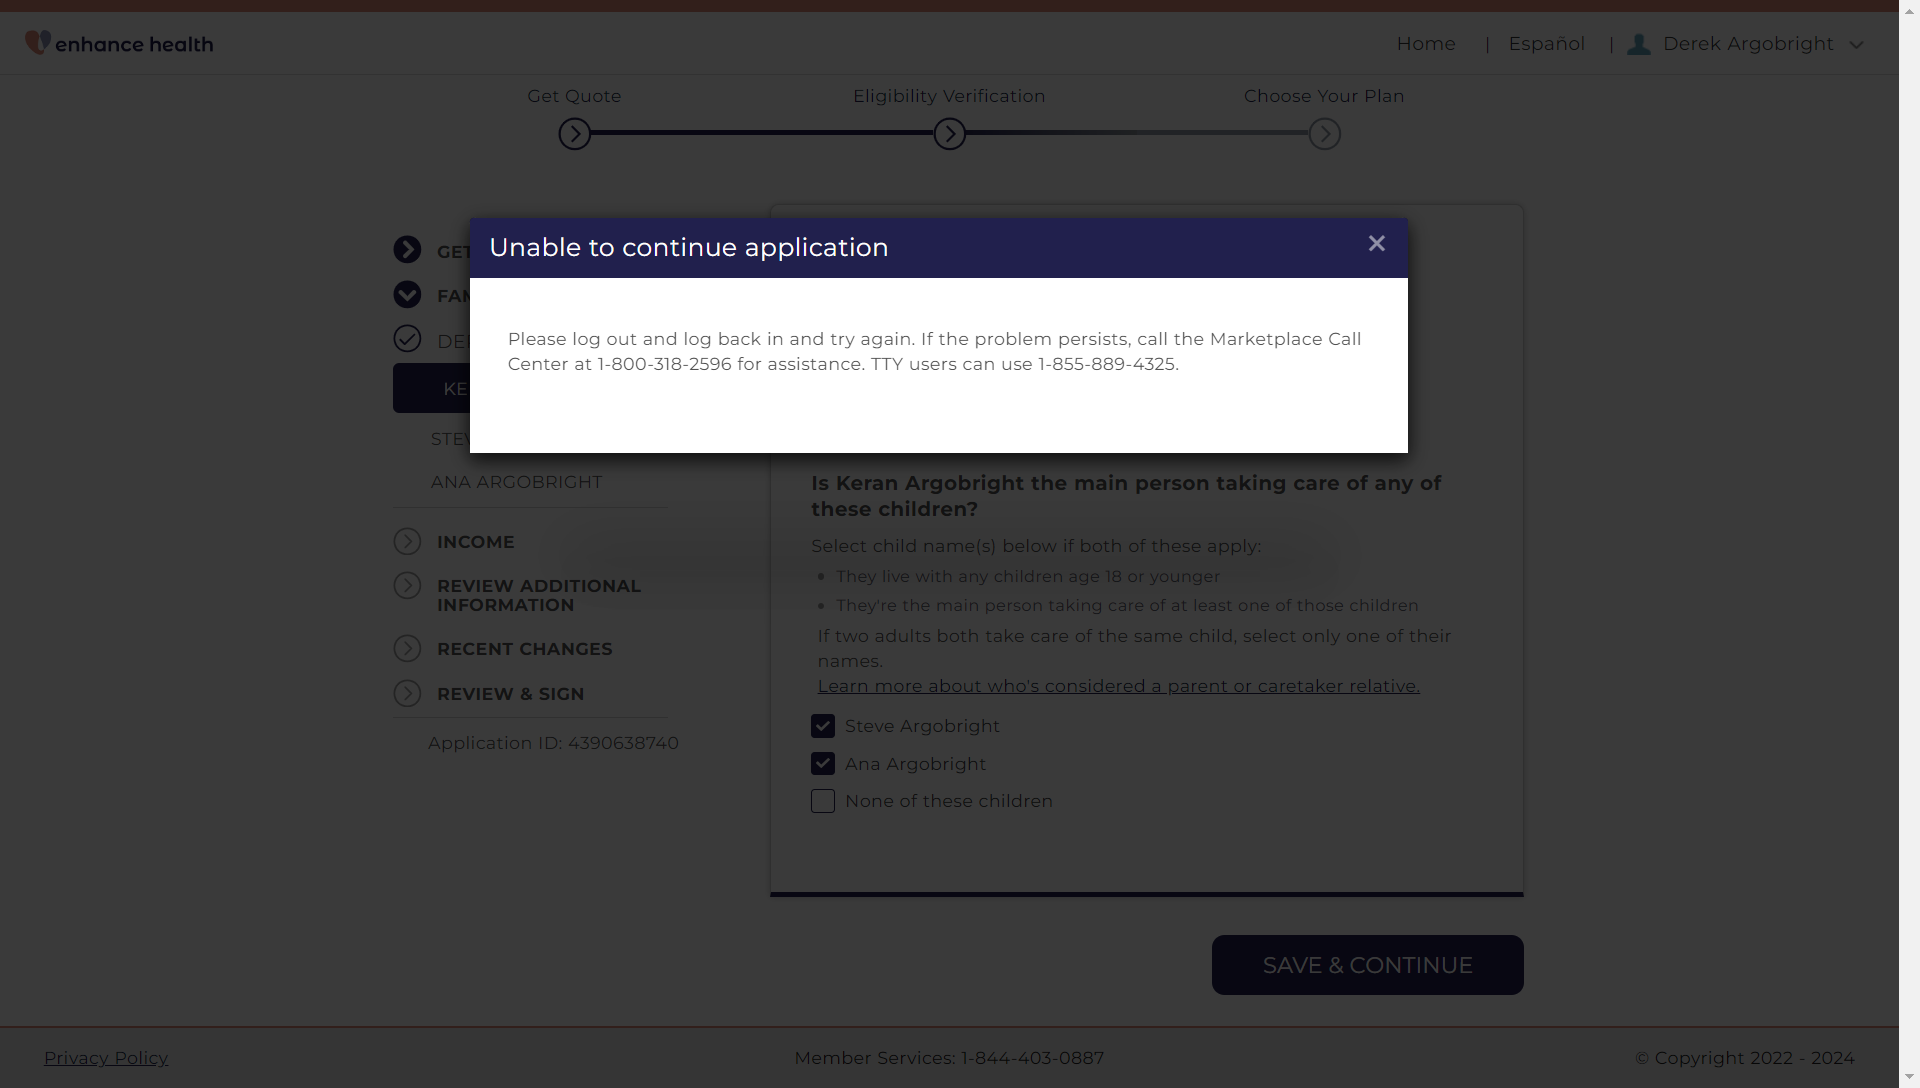 enhance health
Home | Español | Derek Argobright
Get Quote
Eligibility Verification
Choose Your Plan
Unable to continue application
Please log out and log back in and try again. If the problem persists, call the Marketplace Call
Center at 1-800-318-2596 for assistance. TTY users can use 1-855-889-4325.
GET
FAM
DE
KE
STEV
ANA ARGOBRIGHT
INCOME
REVIEW ADDITIONAL
INFORMATION
RECENT CHANGES
REVIEW & SIGN
Application ID: 4390638740
Is Keran Argobright the main person taking care of any of
these children?
Select child name(s) below if both of these apply:
• They live with any children age 18 or younger
• They're the main person taking care of at least one of those children
If two adults both take care of the same child, select only one of their
names.
Learn more about who's considered a parent or caretaker relative.
Steve Argobright
Ana Argobright
None of these children
SAVE & CONTINUE
Privacy Policy
Member Services: 1-844-403-0887
© Copyright 2022 - 2024